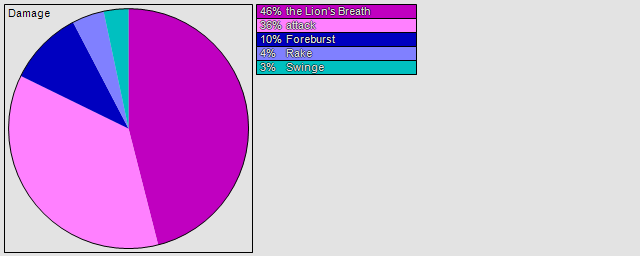 Damage
46% the Lion's Breath
36% attack
10% Foreburst
4% Rake
3% Swinge